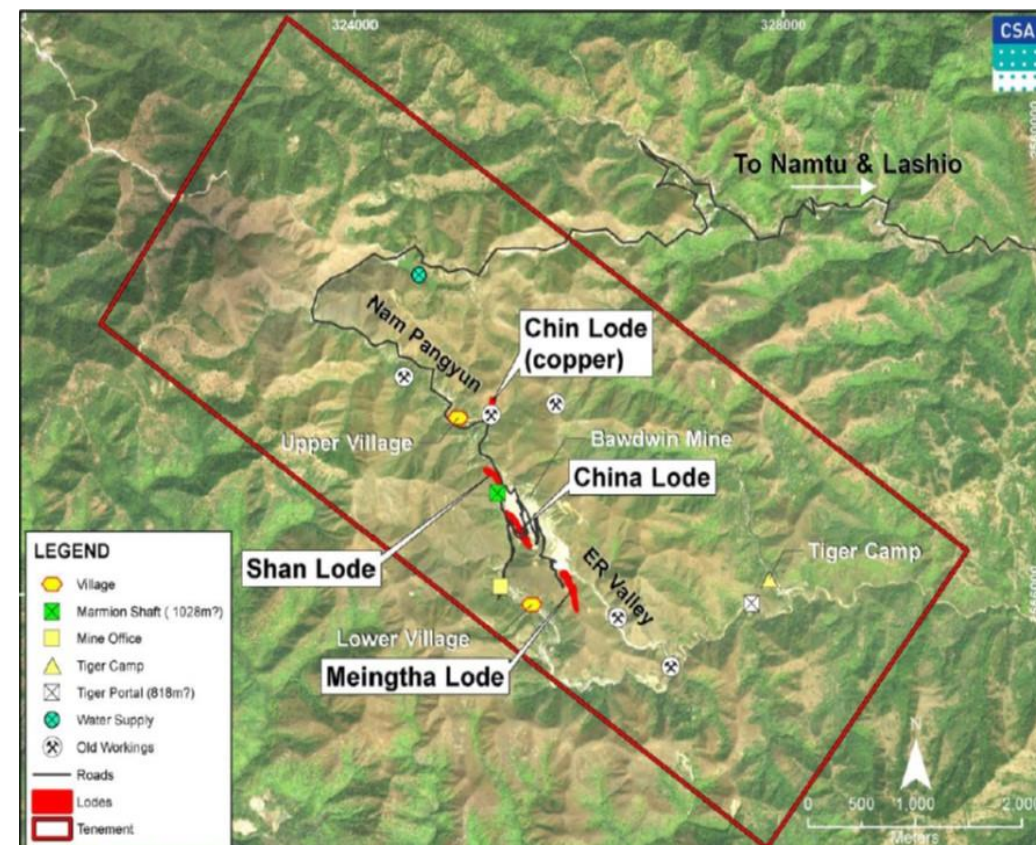 324000
328000
CSA
To Namtu & Lashio
Nam Pangyun
Chin Lode
(copper)
Upper Village
Bawdwin Mine
China Lode
Shan Lode
ER Valley
Tiger Camp
Lower Village
Meingtha Lode
LEGEND
Village
Marmion Shaft ( 1028m?)
Mine Office
Tiger Camp
Tiger Portal (818m?)
Water Supply
Old Workings
Roads
Lodes
Tenement
N
0 500 1,000 2,000
Meters